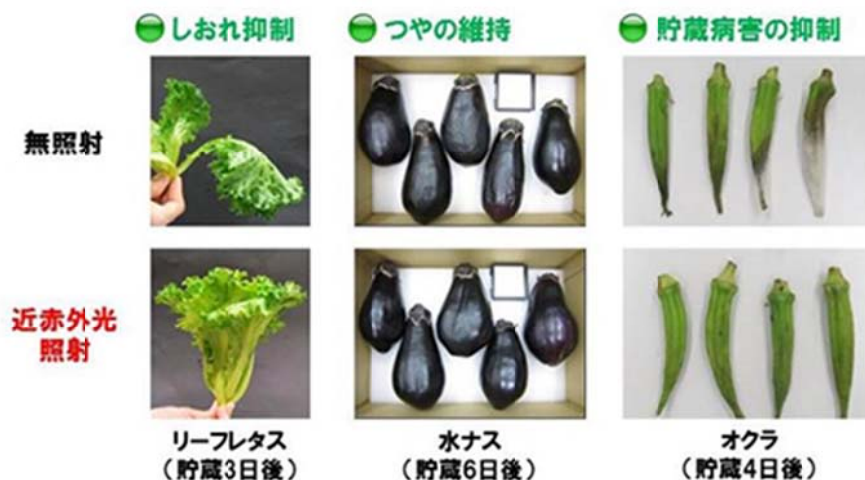 しおれ抑制
つやの維持
貯蔵病害の抑制
無照射
近赤外光
照射
リーフレタス
(貯蔵3日後)
水ナス
(貯蔵6日後)
オクラ
(貯蔵4日後)